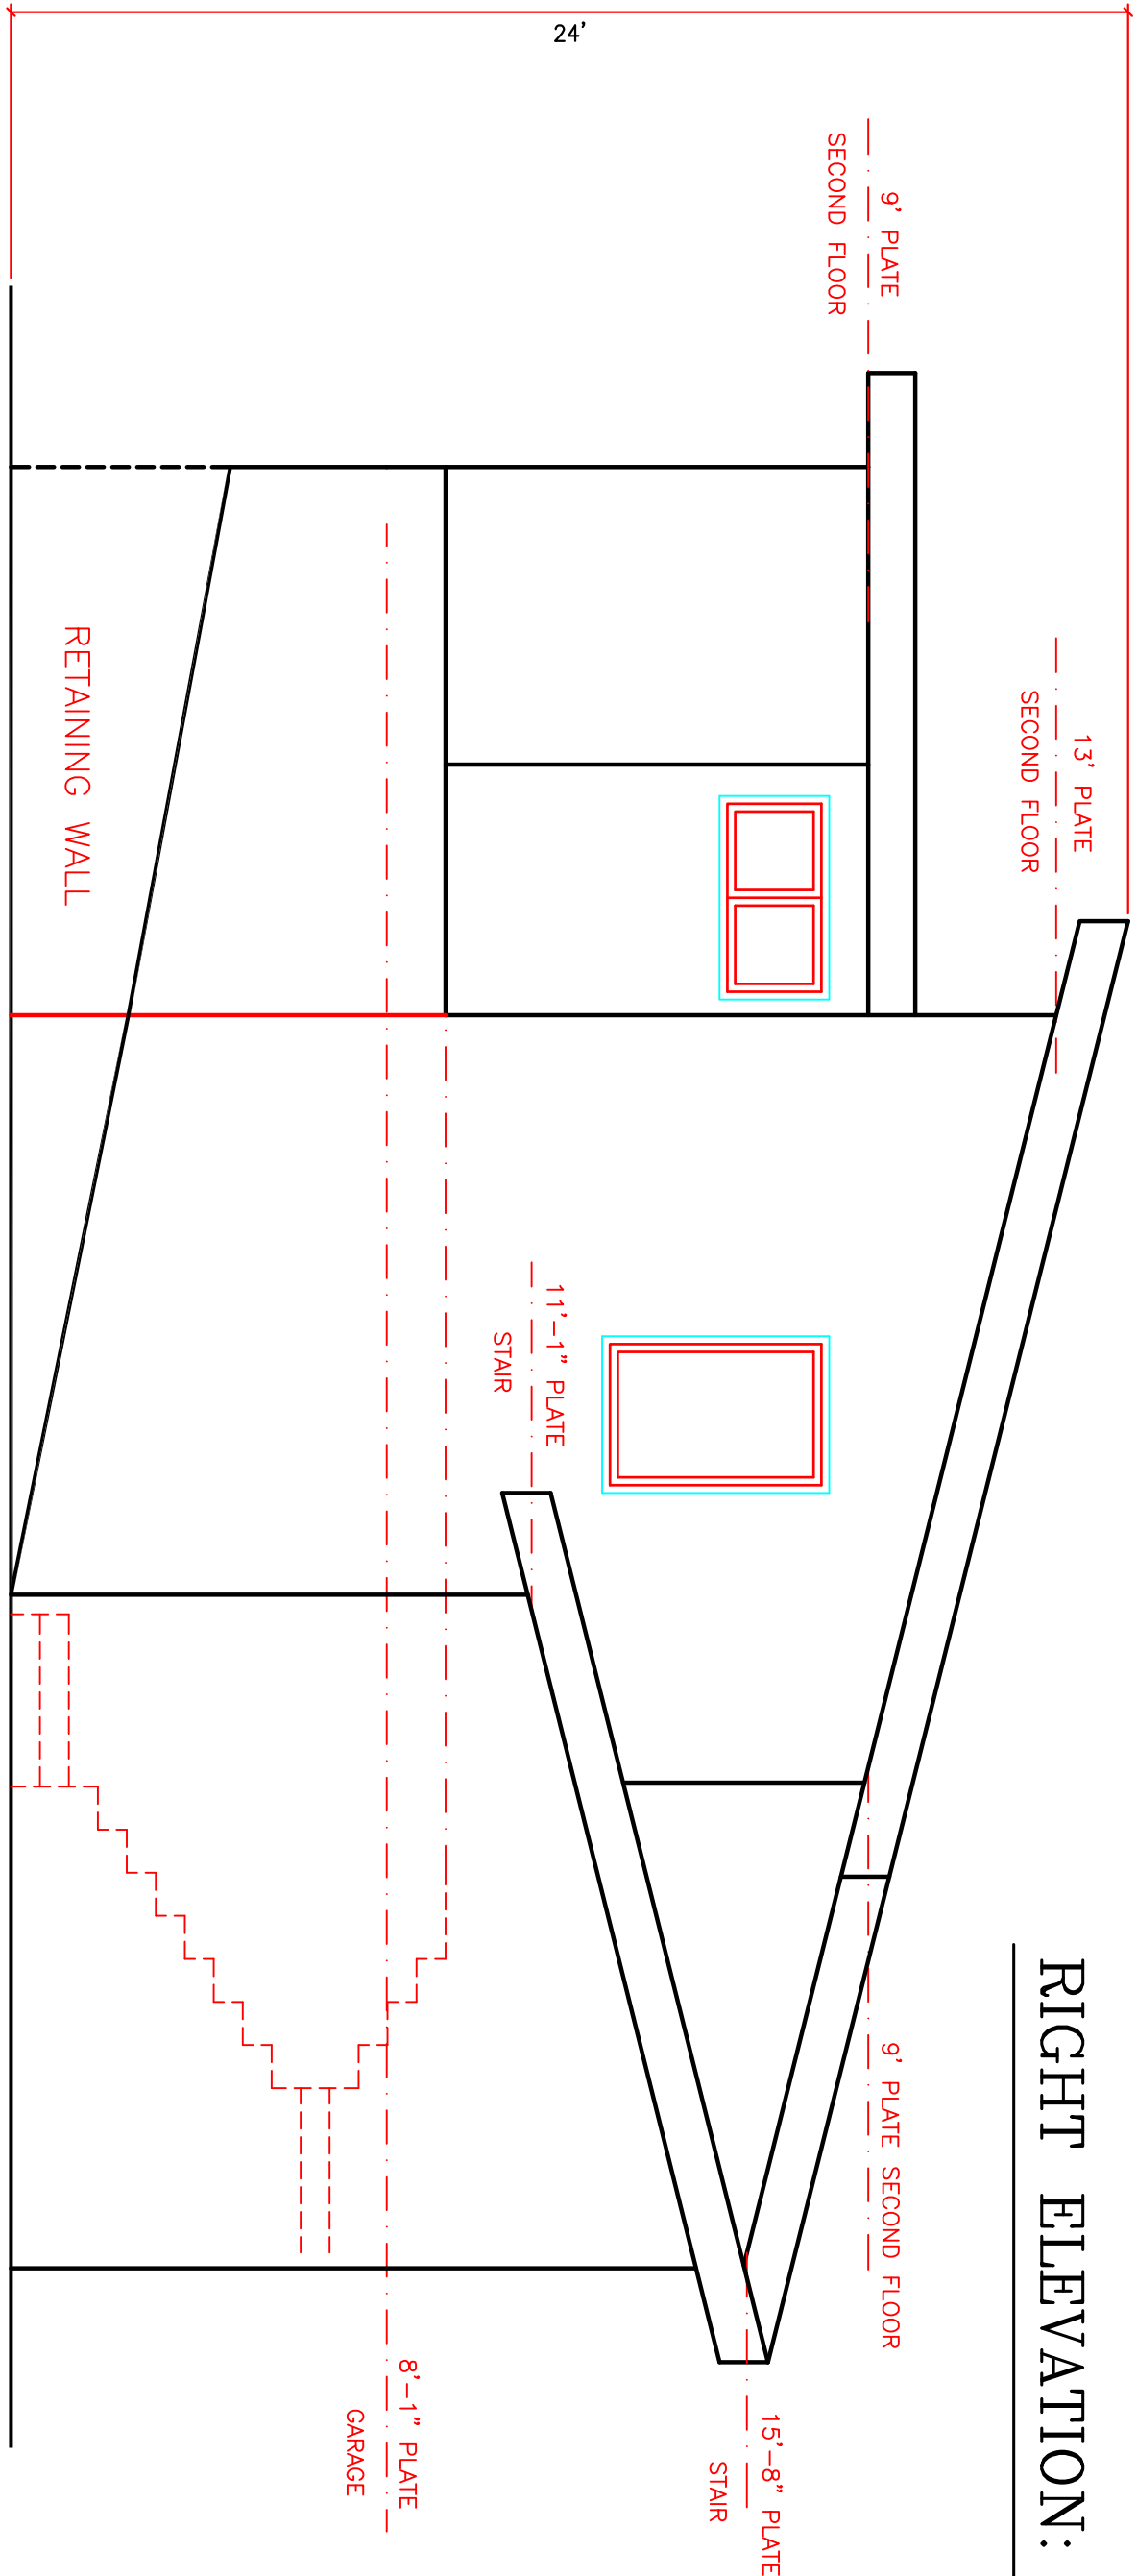 RIGHT ELEVATION:
24'
13' PLATE
SECOND FLOOR
9' PLATE
SECOND FLOOR
9' PLATE SECOND FLOOR
15'-8" PLATE
STAIR
11'-1" PLATE
STAIR
8'-1" PLATE
GARAGE
RETAINING WALL